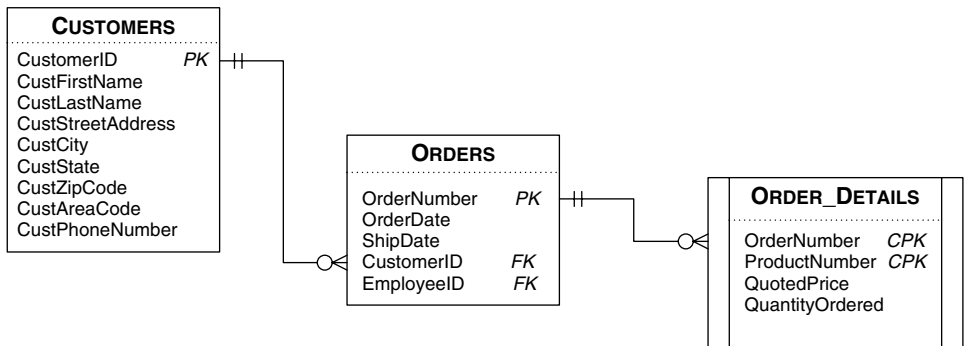 CUSTOMERS
CustomerID PK
CustFirstName
CustLastName
CustStreetAddress
CustCity
CustState
CustZipCode
CustAreaCode
CustPhoneNumber
ORDERS
OrderNumber PK
OrderDate
ShipDate
CustomerID FK
EmployeeID FK
ORDER_DETAILS
OrderNumber CPK
ProductNumber CPK
QuotedPrice
QuantityOrdered